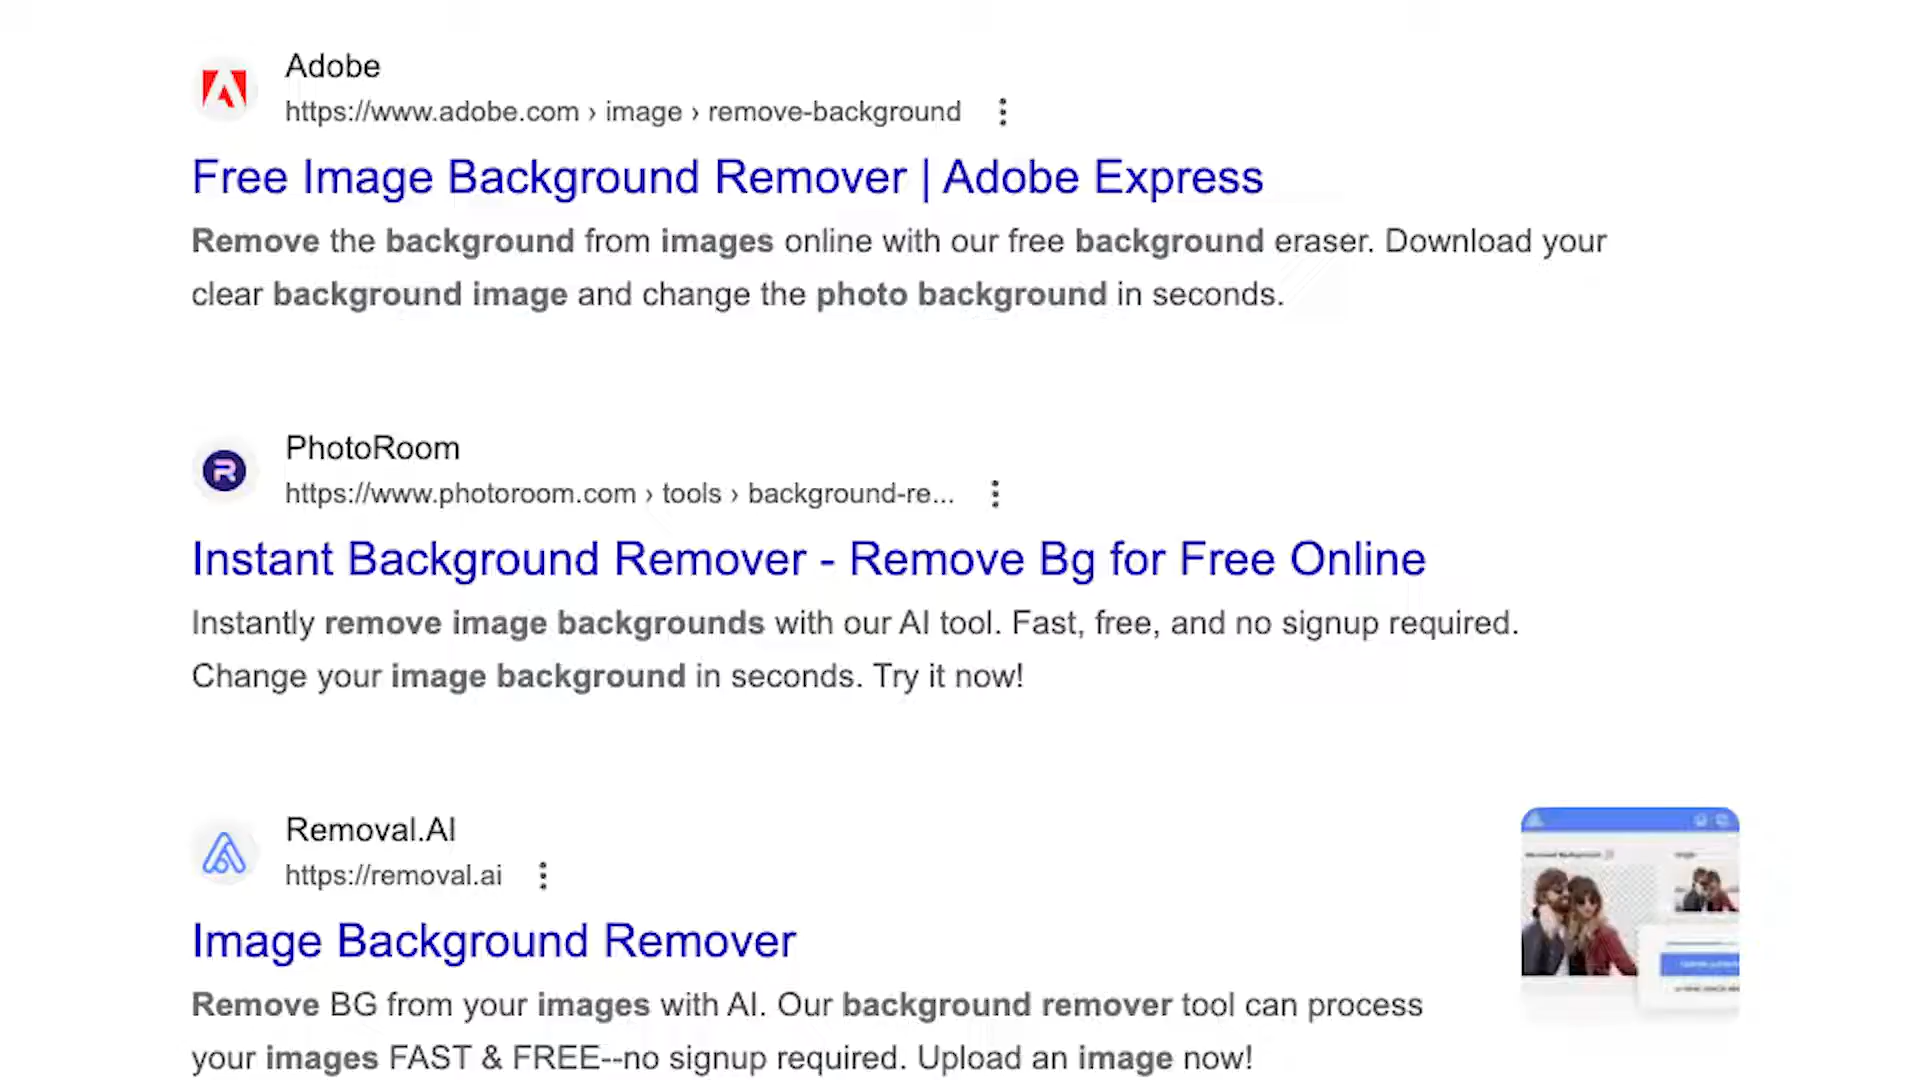 Adobe
https://www.adobe.com › image › remove-background
Free Image Background Remover | Adobe Express
Remove the background from images online with our free background eraser. Download your
clear background image and change the photo background in seconds.
PhotoRoom
https://www.photoroom.com › tools › background-re...
Instant Background Remover - Remove Bg for Free Online
Instantly remove image backgrounds with our AI tool. Fast, free, and no signup required.
Change your image background in seconds. Try it now!
Removal.AI
https://removal.ai
Image Background Remover
Remove BG from your images with AI. Our background remover tool can process
your images FAST & FREE--no signup required. Upload an image now!